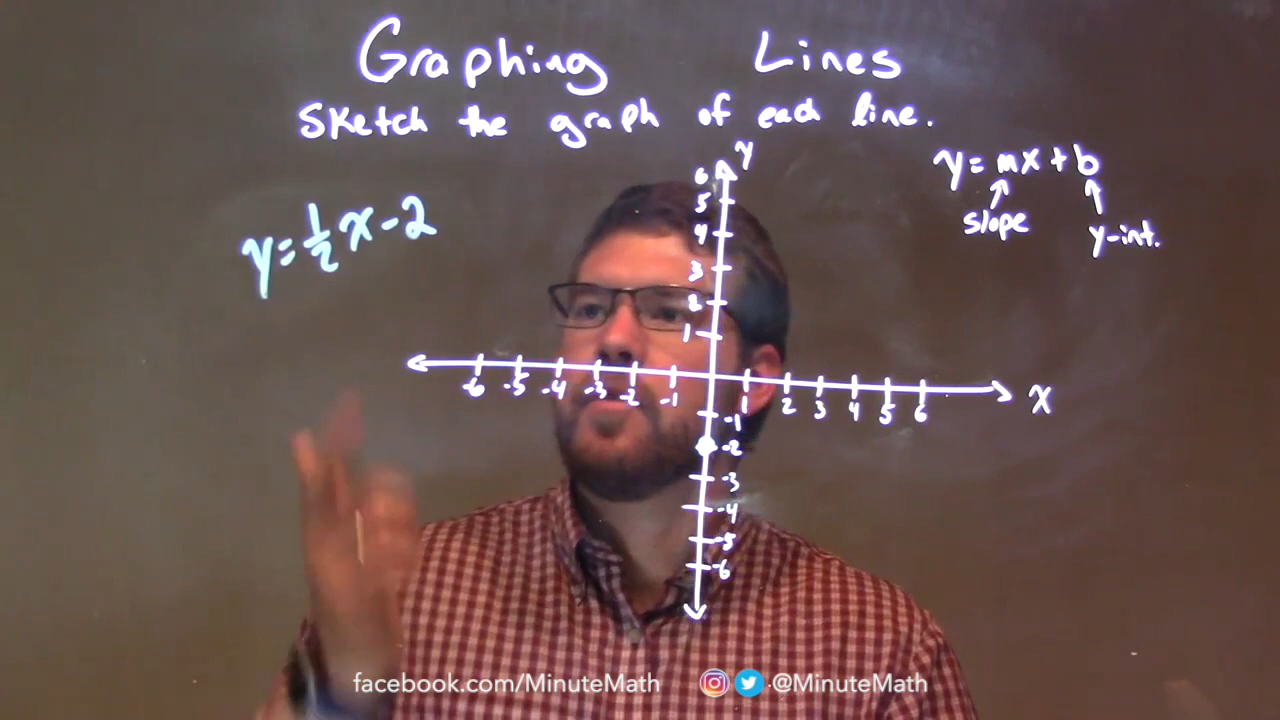 Graphing Lines
Sketch the graph of each line.
y = mx + b
slope
y-int.
y = 1/2 x - 2
y
6
5
4
3
2
1
-6 -5 -4 -3 -2 -1 1 2 3 4 5 6
x
-1
-2
-3
-4
-5
-6
facebook.com/MinuteMath @MinuteMath